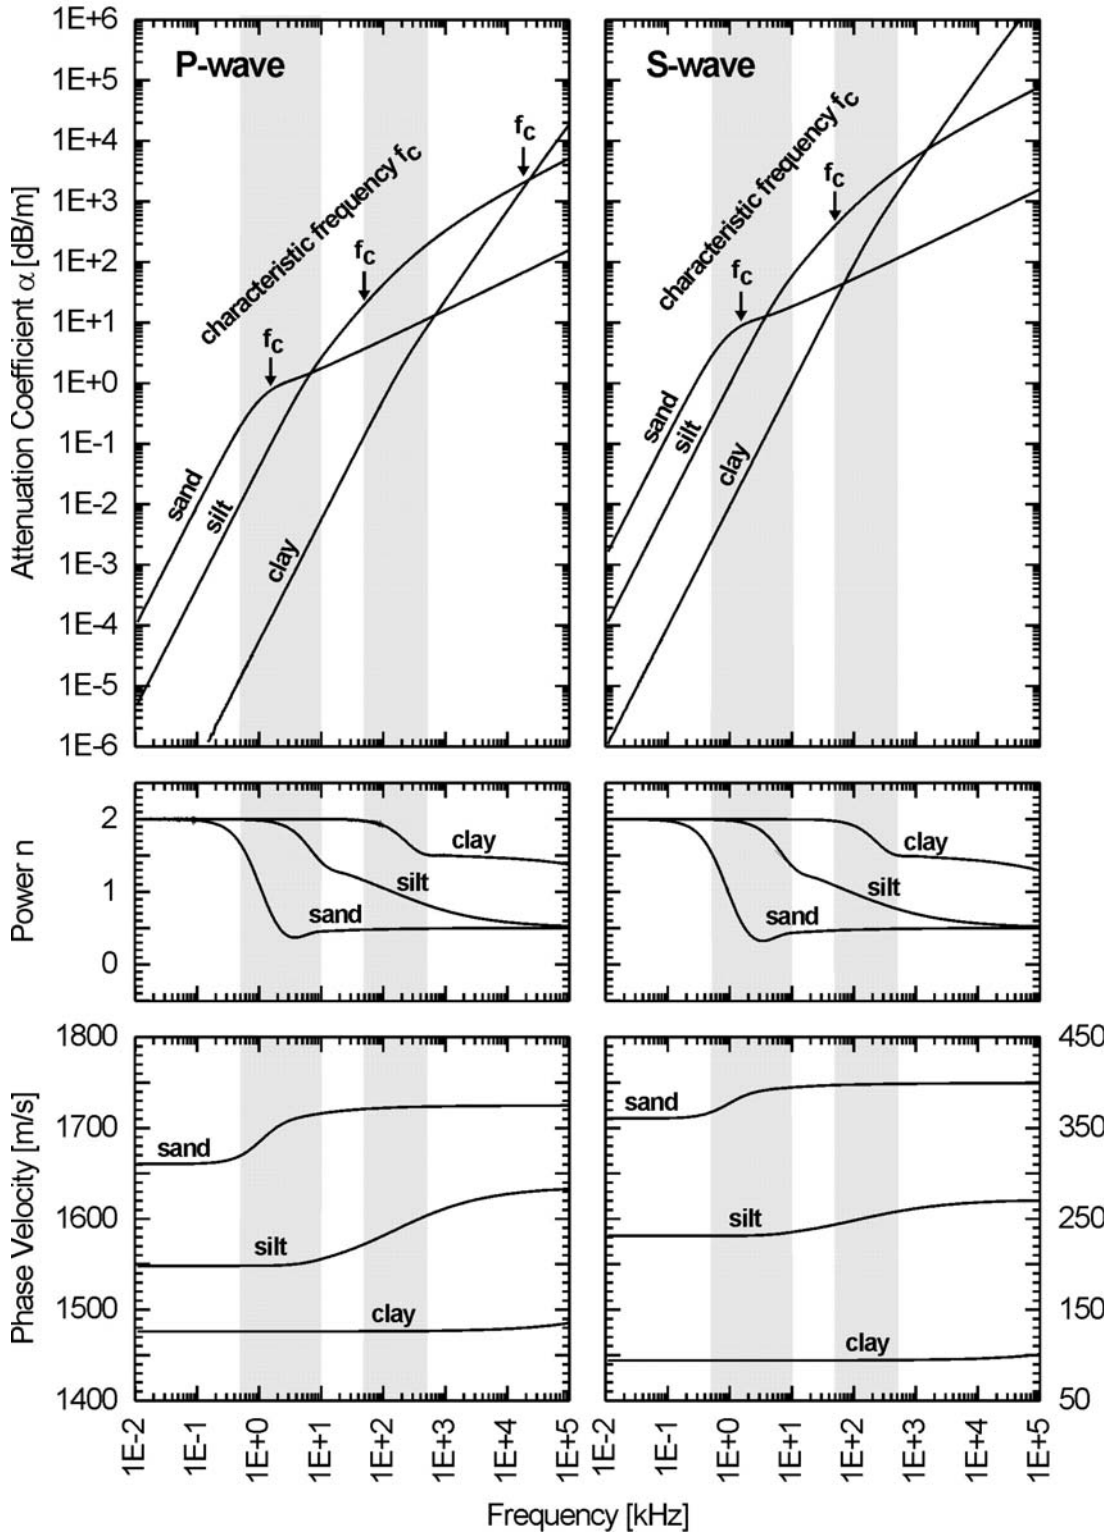 P-wave
S-wave
Attenuation Coefficient α [dB/m]
1E+6
1E+5
1E+4
1E+3
1E+2
1E+1
1E+0
1E-1
1E-2
1E-3
1E-4
1E-5
1E-6
characteristic frequency fc
fc
fc
fc
sand
silt
clay
characteristic frequency fc
fc
fc
sand
silt
clay
Power n
2
1
0
clay
silt
sand
clay
silt
sand
Phase Velocity [m/s]
1800
1700
1600
1500
1400
sand
silt
clay
sand
silt
clay
450
350
250
150
50
1E-2
1E-1
1E+0
1E+1
1E+2
1E+3
1E+4
1E+5
1E-2
1E-1
1E+0
1E+1
1E+2
1E+3
1E+4
1E+5
Frequency [kHz]